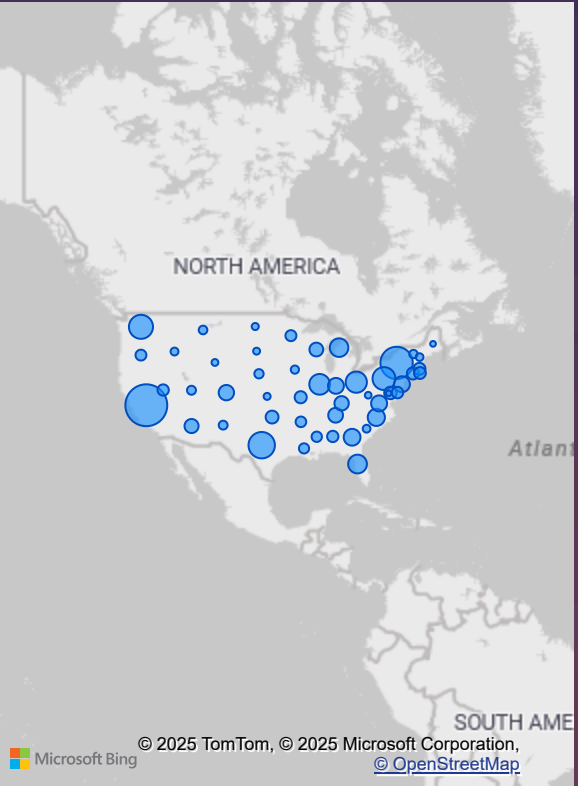 NORTH AMERICA
Atlant
SOUTH AME
Microsoft Bing
© 2025 TomTom, © 2025 Microsoft Corporation,
© OpenStreetMap